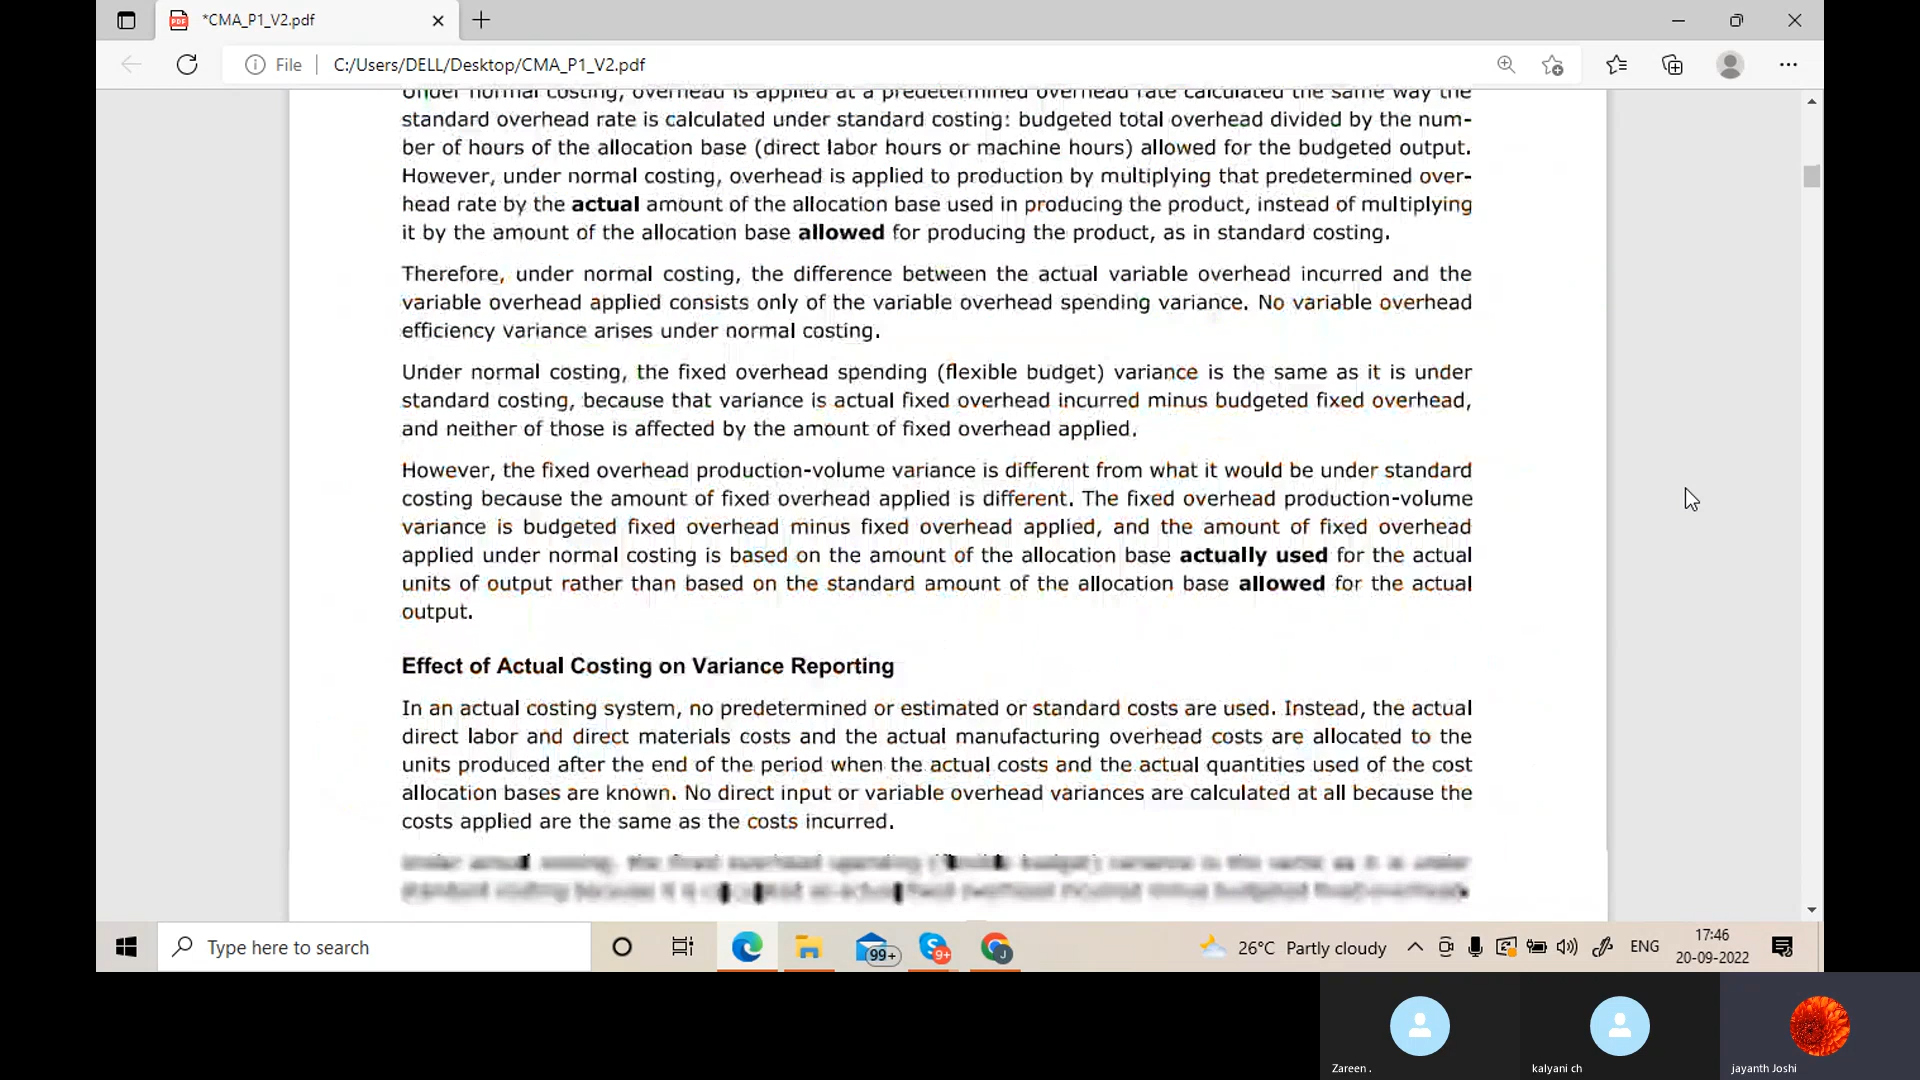 *CMA_P1_V2.pdf
File
C:/Users/DELL/Desktop/CMA_P1_V2.pdf
Under normal costing, overhead is applied at a predetermined overhead rate calculated the same way the
standard overhead rate is calculated under standard costing: budgeted total overhead divided by the num-
ber of hours of the allocation base (direct labor hours or machine hours) allowed for the budgeted output.
However, under normal costing, overhead is applied to production by multiplying that predetermined over-
head rate by the actual amount of the allocation base used in producing the product, instead of multiplying
it by the amount of the allocation base allowed for producing the product, as in standard costing.
Therefore, under normal costing, the difference between the actual variable overhead incurred and the
variable overhead applied consists only of the variable overhead spending variance. No variable overhead
efficiency variance arises under normal costing.
Under normal costing, the fixed overhead spending (flexible budget) variance is the same as it is under
standard costing, because that variance is actual fixed overhead incurred minus budgeted fixed overhead,
and neither of those is affected by the amount of fixed overhead applied.
However, the fixed overhead production-volume variance is different from what it would be under standard
costing because the amount of fixed overhead applied is different. The fixed overhead production-volume
variance is budgeted fixed overhead minus fixed overhead applied, and the amount of fixed overhead
applied under normal costing is based on the amount of the allocation base actually used for the actual
units of output rather than based on the standard amount of the allocation base allowed for the actual
output.
Effect of Actual Costing on Variance Reporting
In an actual costing system, no predetermined or estimated or standard costs are used. Instead, the actual
direct labor and direct materials costs and the actual manufacturing overhead costs are allocated to the
units produced after the end of the period when the actual costs and the actual quantities used of the cost
allocation bases are known. No direct input or variable overhead variances are calculated at all because the
costs applied are the same as the costs incurred.
Type here to search
99+
9+
J
26°C Partly cloudy
ENG
17:46
20-09-2022
Zareen .
kalyani ch
jayanth Joshi